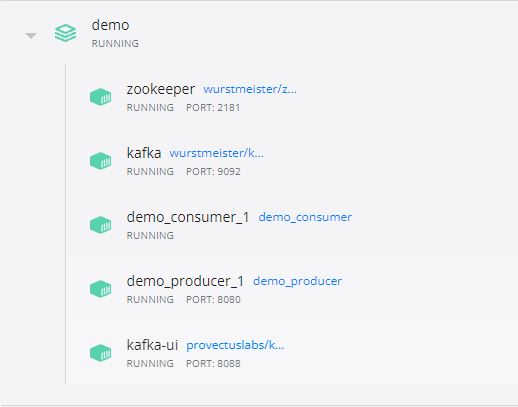 demo
RUNNING
zookeeper wurstmeister/z...
RUNNING PORT: 2181
kafka wurstmeister/k...
RUNNING PORT: 9092
demo_consumer_1 demo_consumer
RUNNING
demo_producer_1 demo_producer
RUNNING PORT: 8080
kafka-ui provectuslabs/k...
RUNNING PORT: 8088